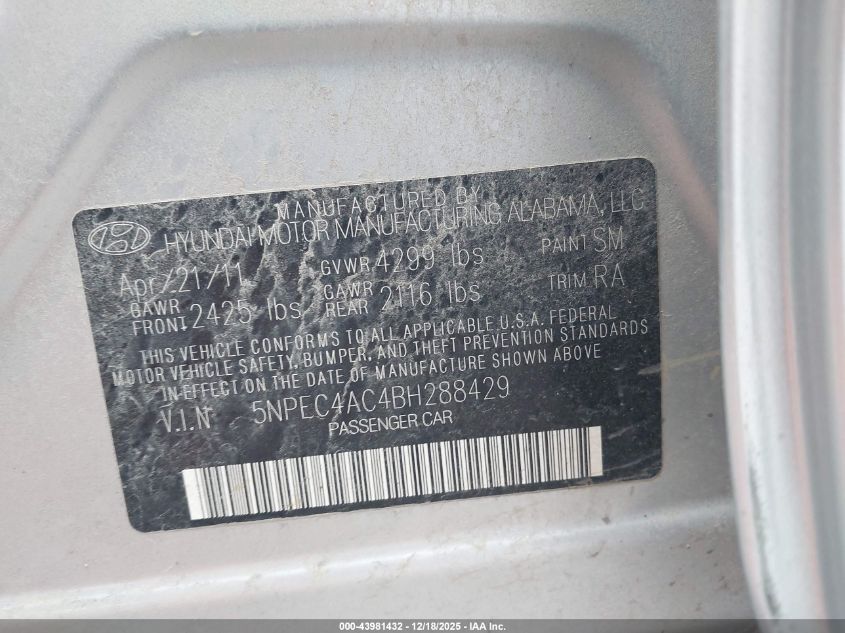 MANUFACTURED BY
HYUNDAI MOTOR MANUFACTURING ALABAMA, LLC
Apr/21/11 GVWR 4299 lbs PAINT SM
GAWR FRONT 2425 lbs GAWR REAR 2116 lbs TRIM RA
THIS VEHICLE CONFORMS TO ALL APPLICABLE U.S.A. FEDERAL
MOTOR VEHICLE SAFETY, BUMPER, AND THEFT PREVENTION STANDARDS
IN EFFECT ON THE DATE OF MANUFACTURE SHOWN ABOVE
V.I.N 5NPEC4AC4BH288429
PASSENGER CAR
000-43981432 - 12/18/2025 - IAA Inc.